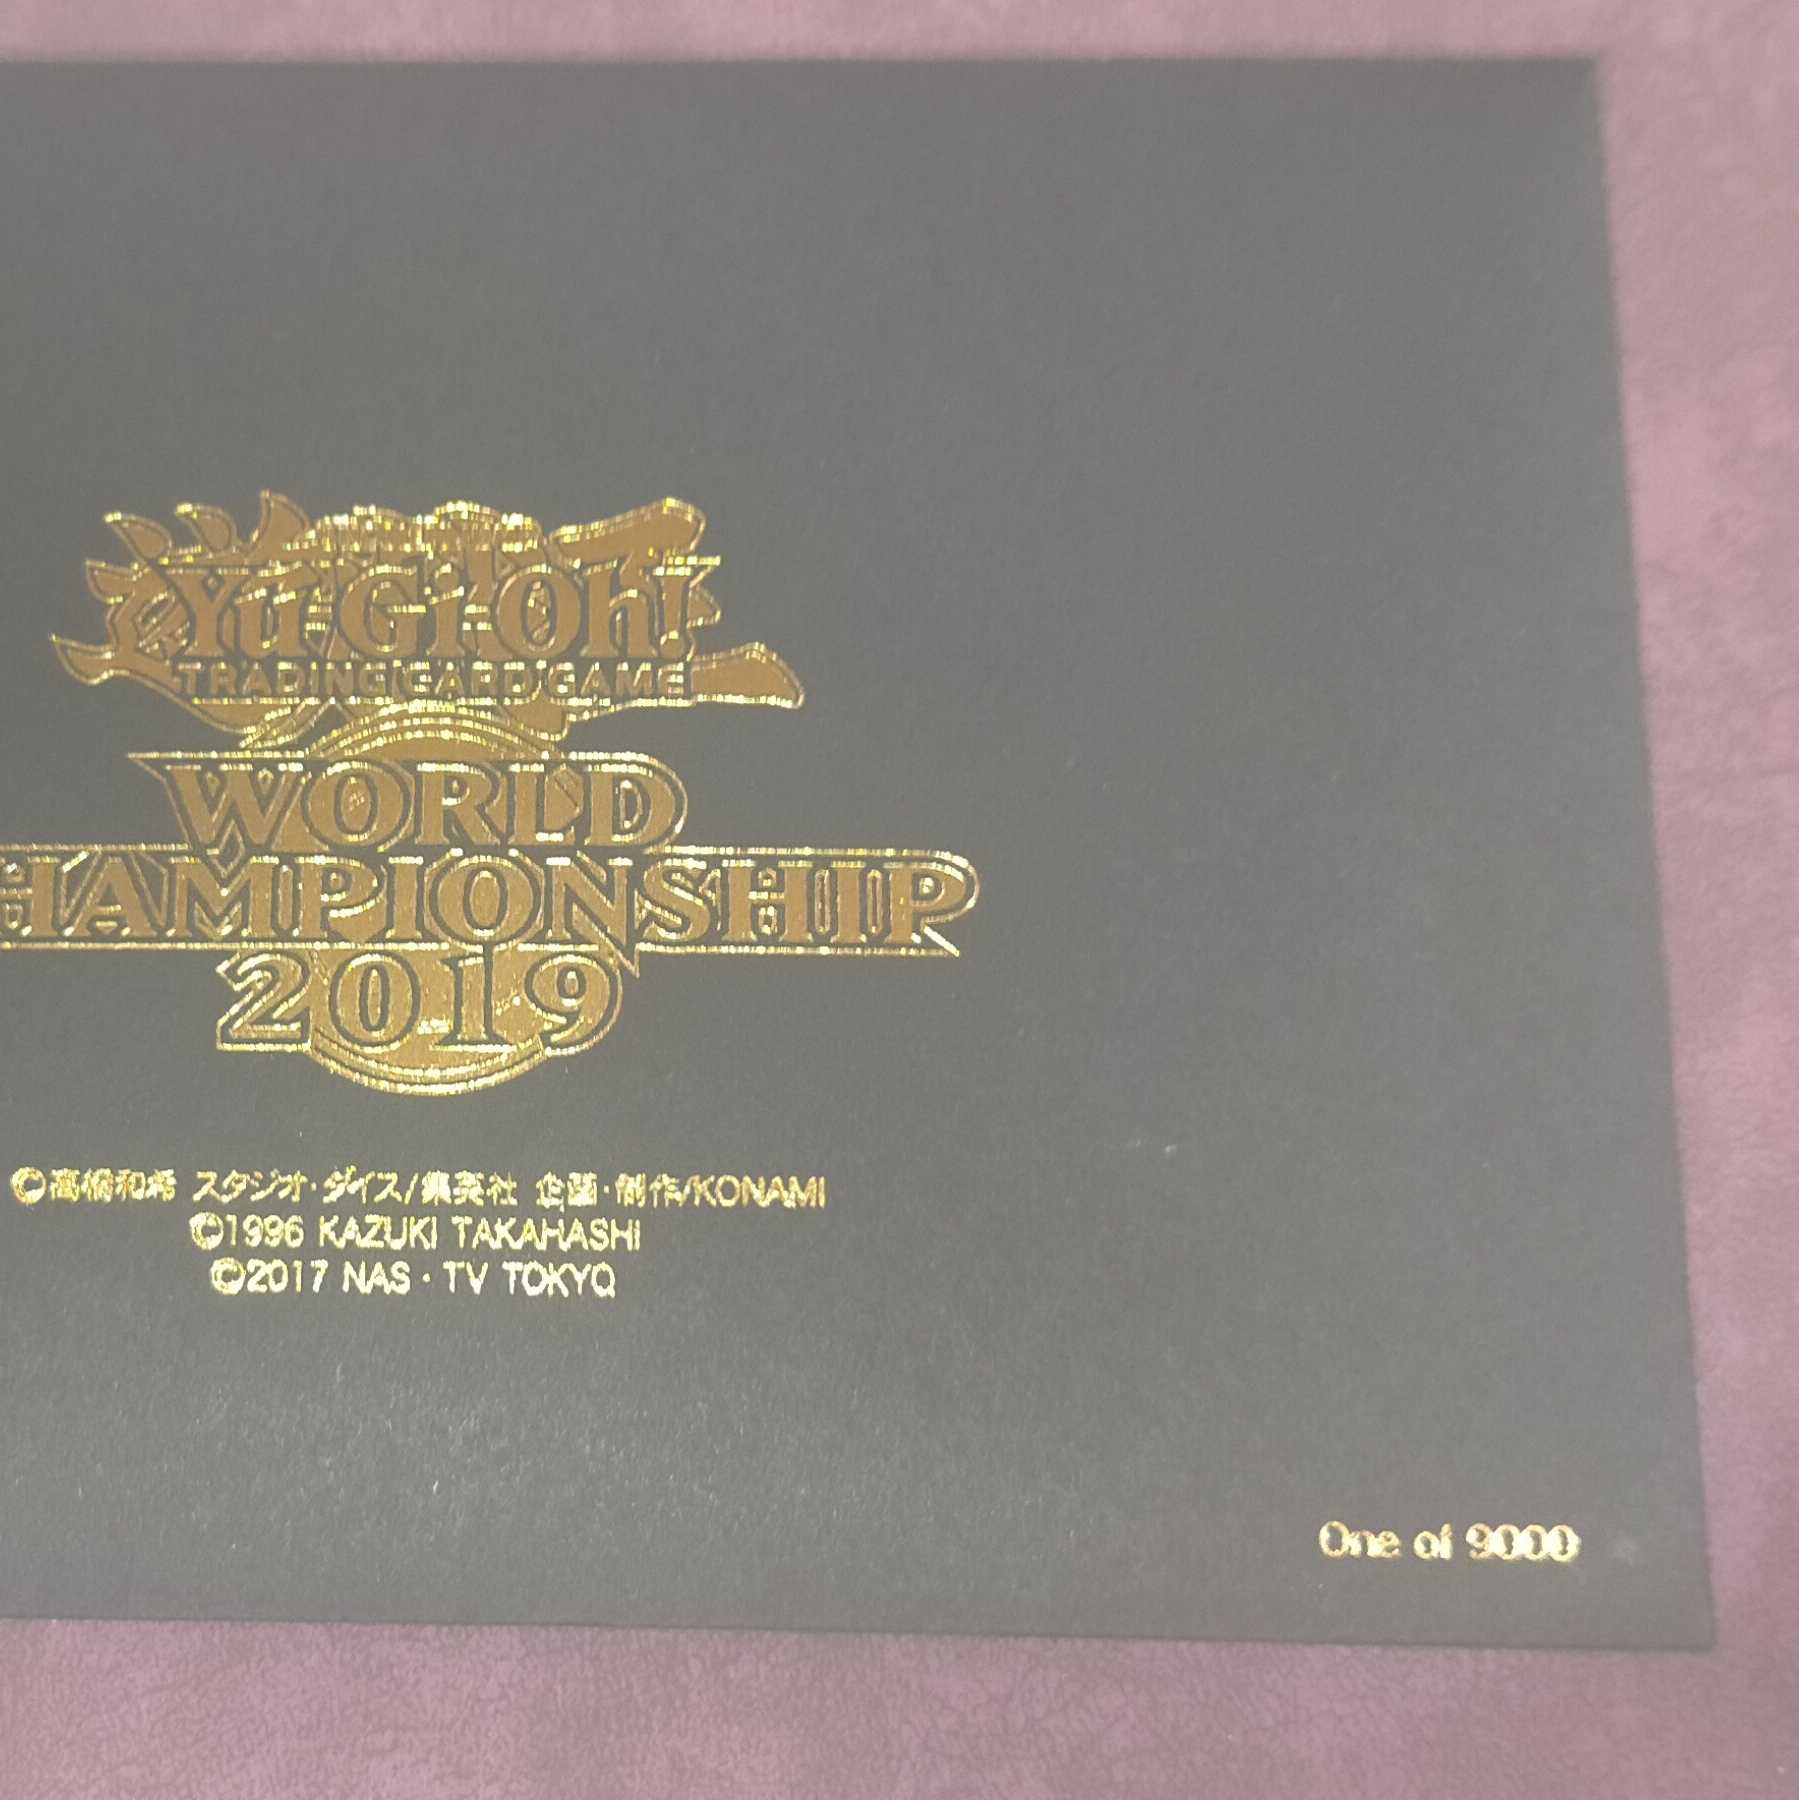 Yu-Gi-Oh!
TRADING CARD GAME
WORLD
HAMPIONSHIP
2019
©高橋和希 スタジオ・ダイス/集英社 企画・制作/KONAMI
©1996 KAZUKI TAKAHASHI
©2017 NAS・TV TOKYO
One of 9000